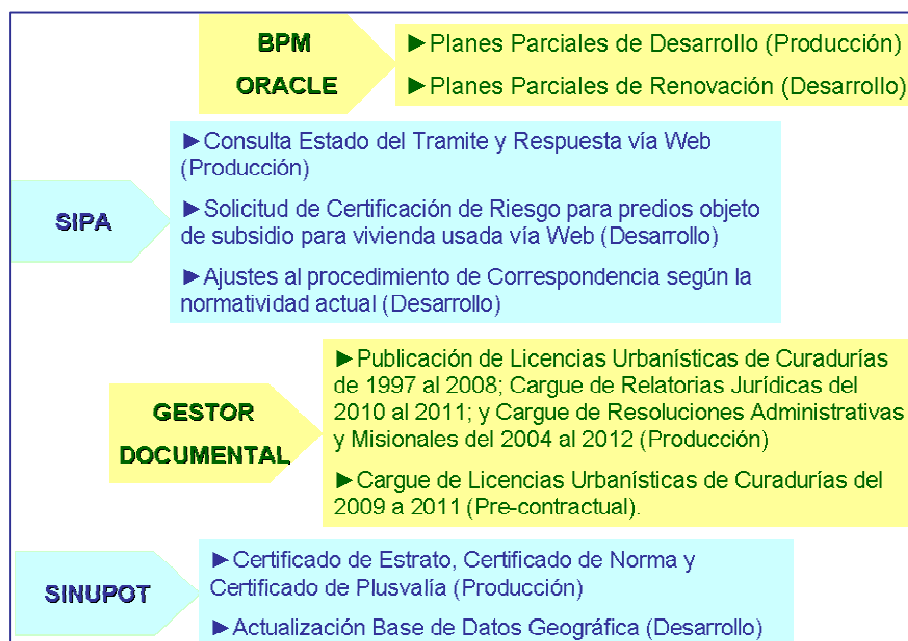 BPM
ORACLE
►Planes Parciales de Desarrollo (Producción)
►Planes Parciales de Renovación (Desarrollo)
SIPA
►Consulta Estado del Tramite y Respuesta vía Web
(Producción)
►Solicitud de Certificación de Riesgo para predios objeto
de subsidio para vivienda usada vía Web (Desarrollo)
►Ajustes al procedimiento de Correspondencia según la
normatividad actual (Desarrollo)
GESTOR
DOCUMENTAL
►Publicación de Licencias Urbanísticas de Curadurías
de 1997 al 2008; Cargue de Relatorias Jurídicas del
2010 al 2011; y Cargue de Resoluciones Administrativas
y Misionales del 2004 al 2012 (Producción)
►Cargue de Licencias Urbanísticas de Curadurías del
2009 a 2011 (Pre-contractual).
SINUPOT
►Certificado de Estrato, Certificado de Norma y
Certificado de Plusvalía (Producción)
►Actualización Base de Datos Geográfica (Desarrollo)